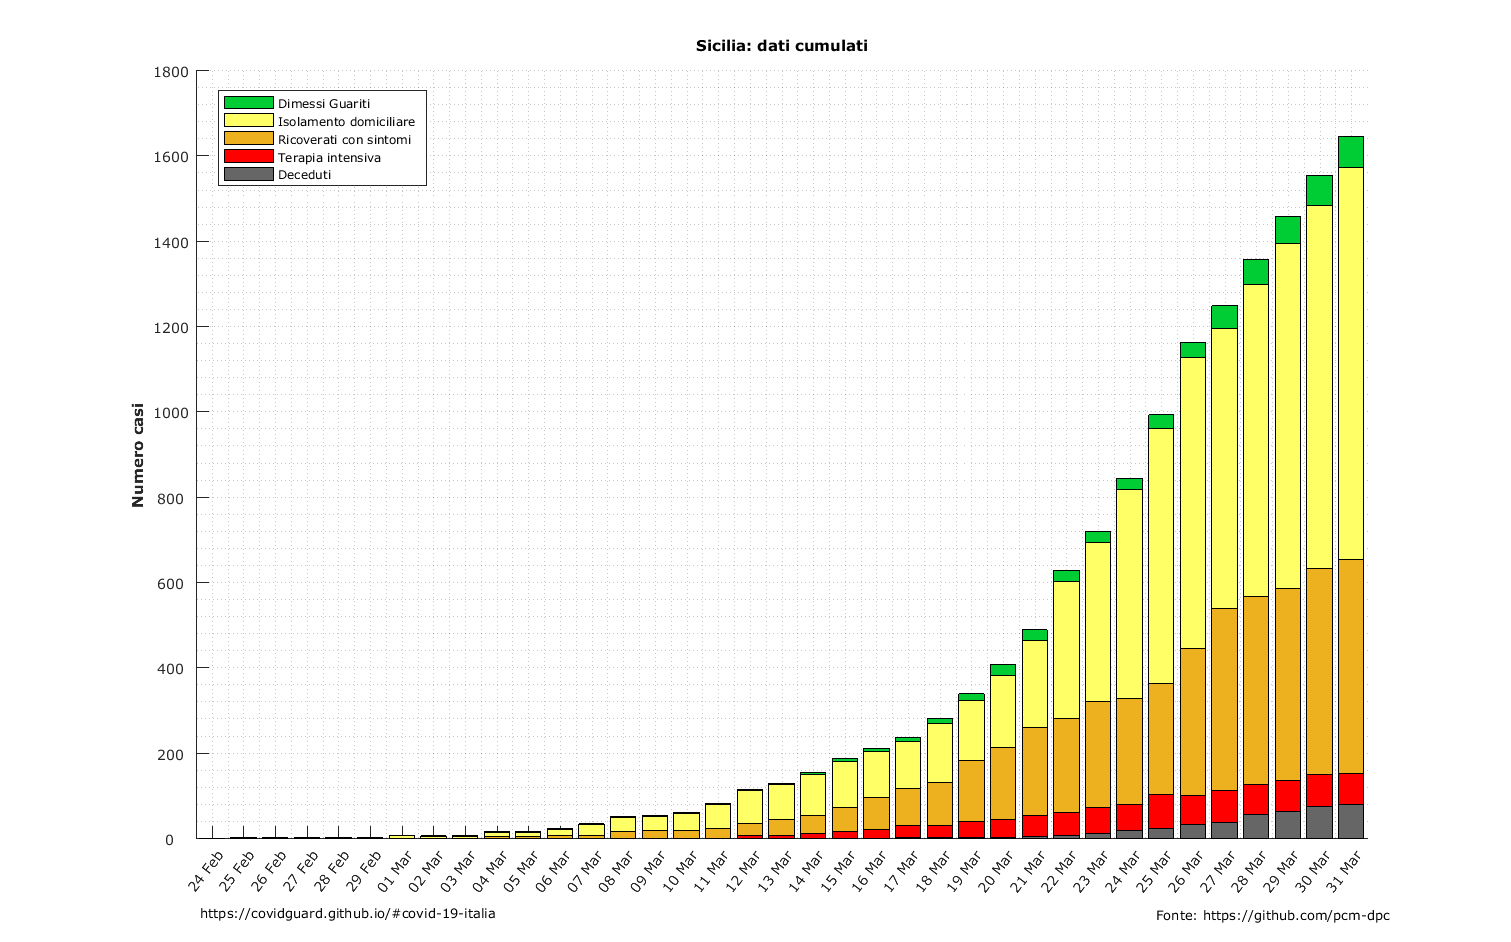 Sicilia: dati cumulati
1800
1600
1400
1200
1000
800
600
400
200
0
Numero casi
Dimessi Guariti
Isolamento domiciliare
Ricoverati con sintomi
Terapia intensiva
Deceduti
24 Feb
25 Feb
26 Feb
27 Feb
28 Feb
29 Feb
01 Mar
02 Mar
03 Mar
04 Mar
05 Mar
06 Mar
07 Mar
08 Mar
09 Mar
10 Mar
11 Mar
12 Mar
13 Mar
14 Mar
15 Mar
16 Mar
17 Mar
18 Mar
19 Mar
20 Mar
21 Mar
22 Mar
23 Mar
24 Mar
25 Mar
26 Mar
27 Mar
28 Mar
29 Mar
30 Mar
31 Mar
https://covidguard.github.io/#covid-19-italia
Fonte: https://github.com/pcm-dpc